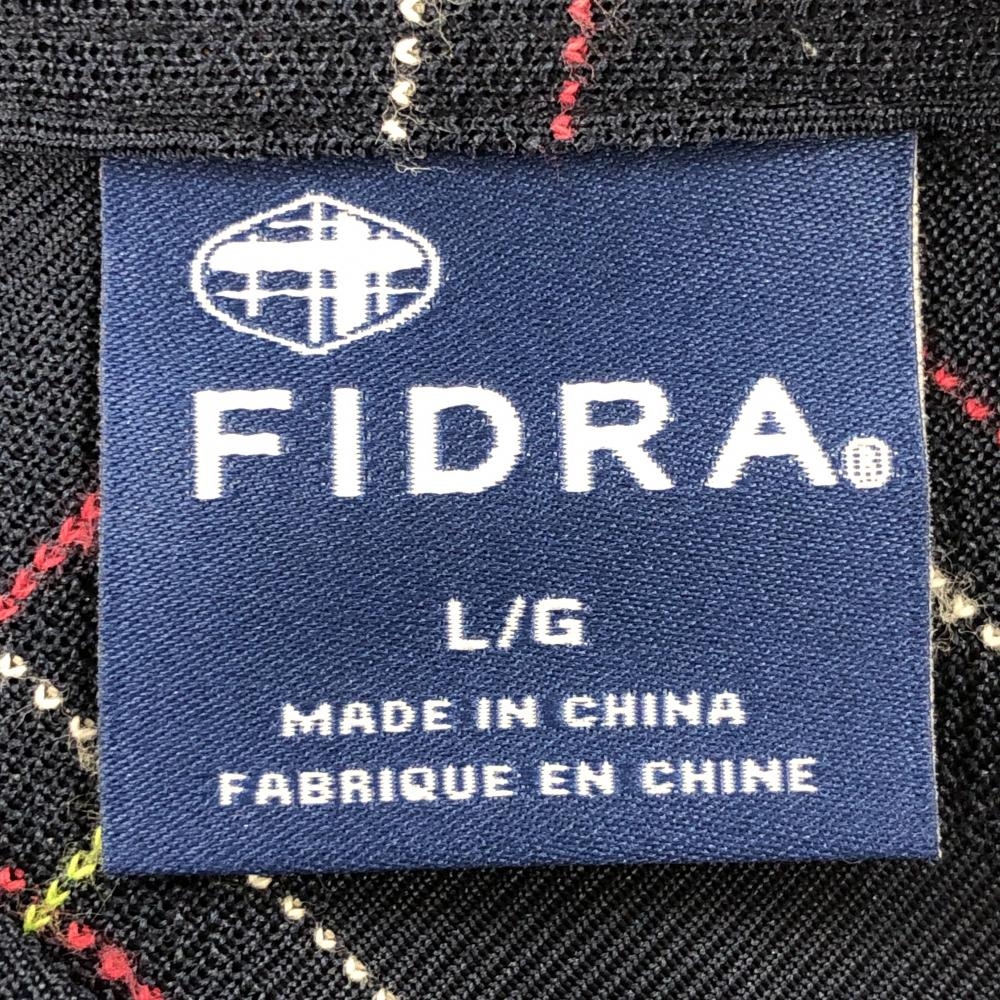 FIDRA®
L/G
MADE IN CHINA
FABRIQUE EN CHINE